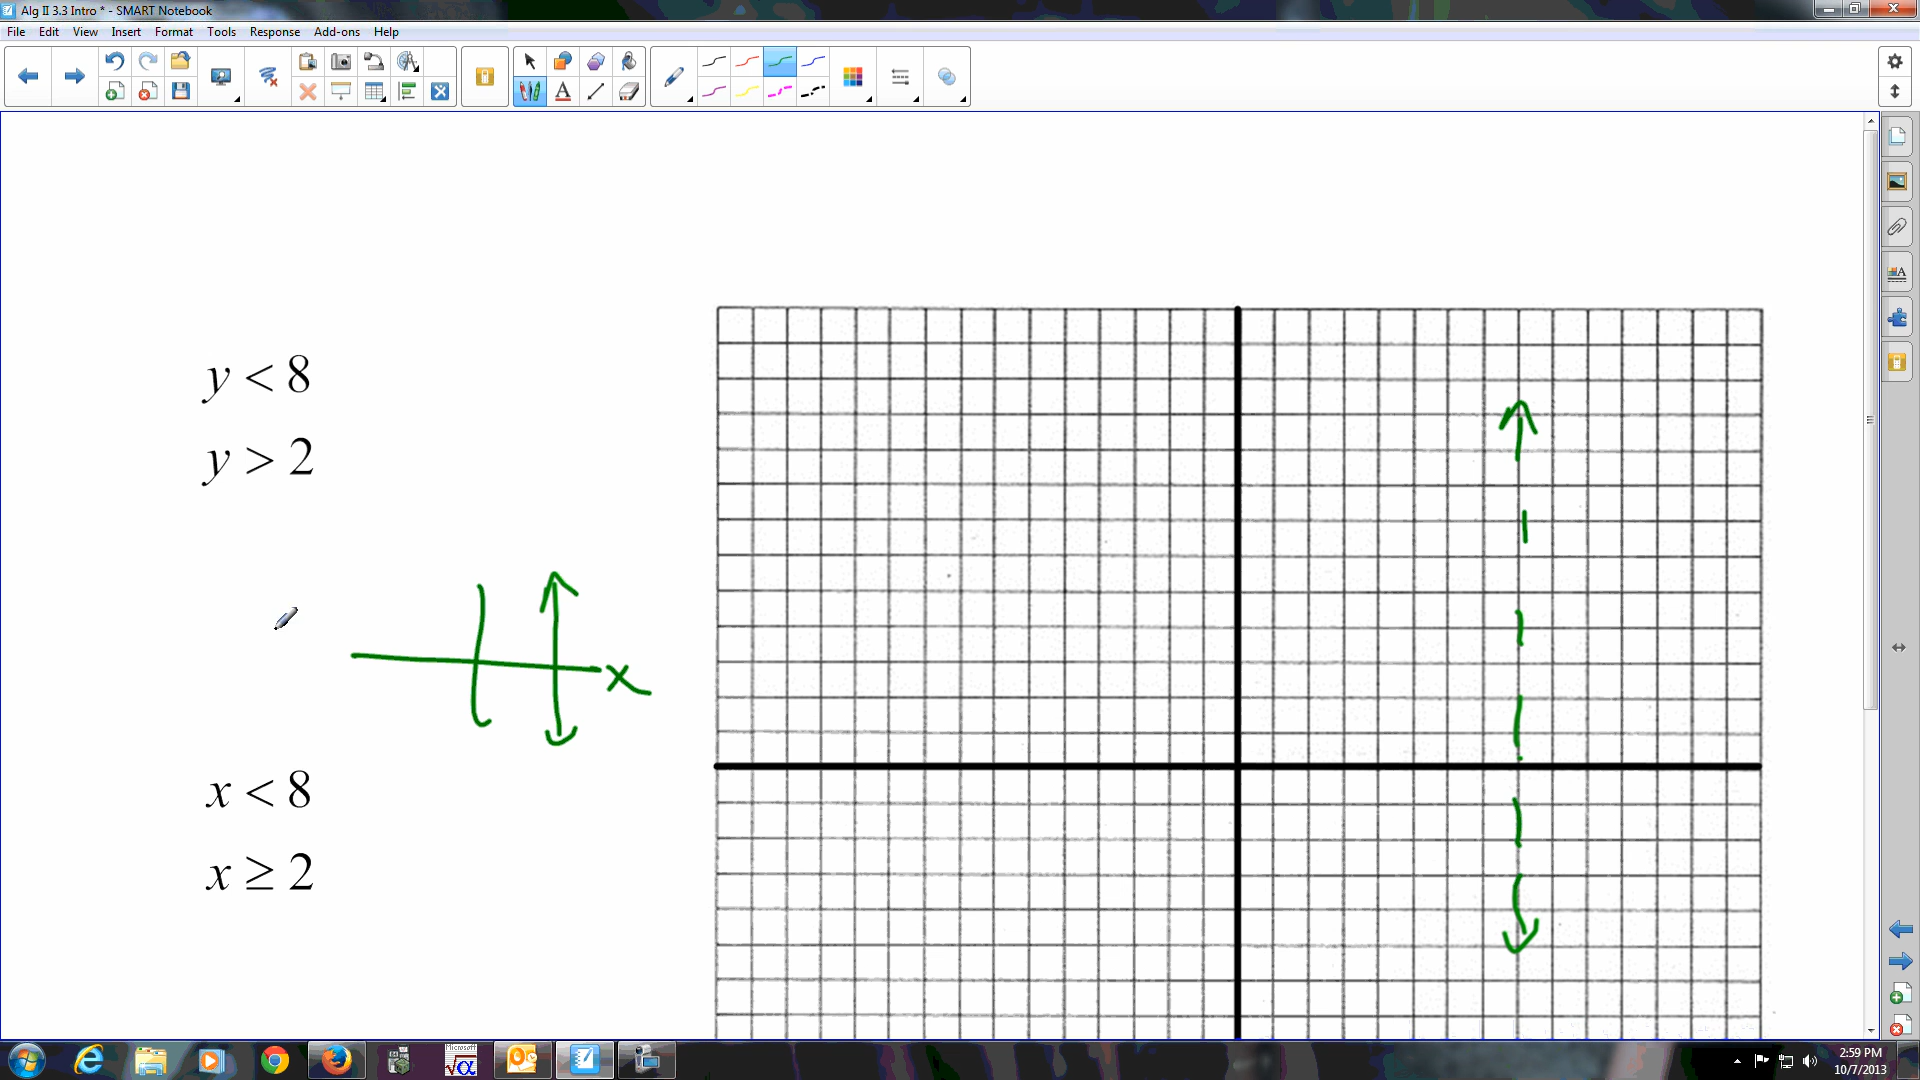 Alg II 3.3 Intro * - SMART Notebook
File Edit View Insert Format Tools Response Add-ons Help
y < 8
y > 2
x
x < 8
x ≥ 2
Microsoft
√α
2:59 PM
10/7/2013